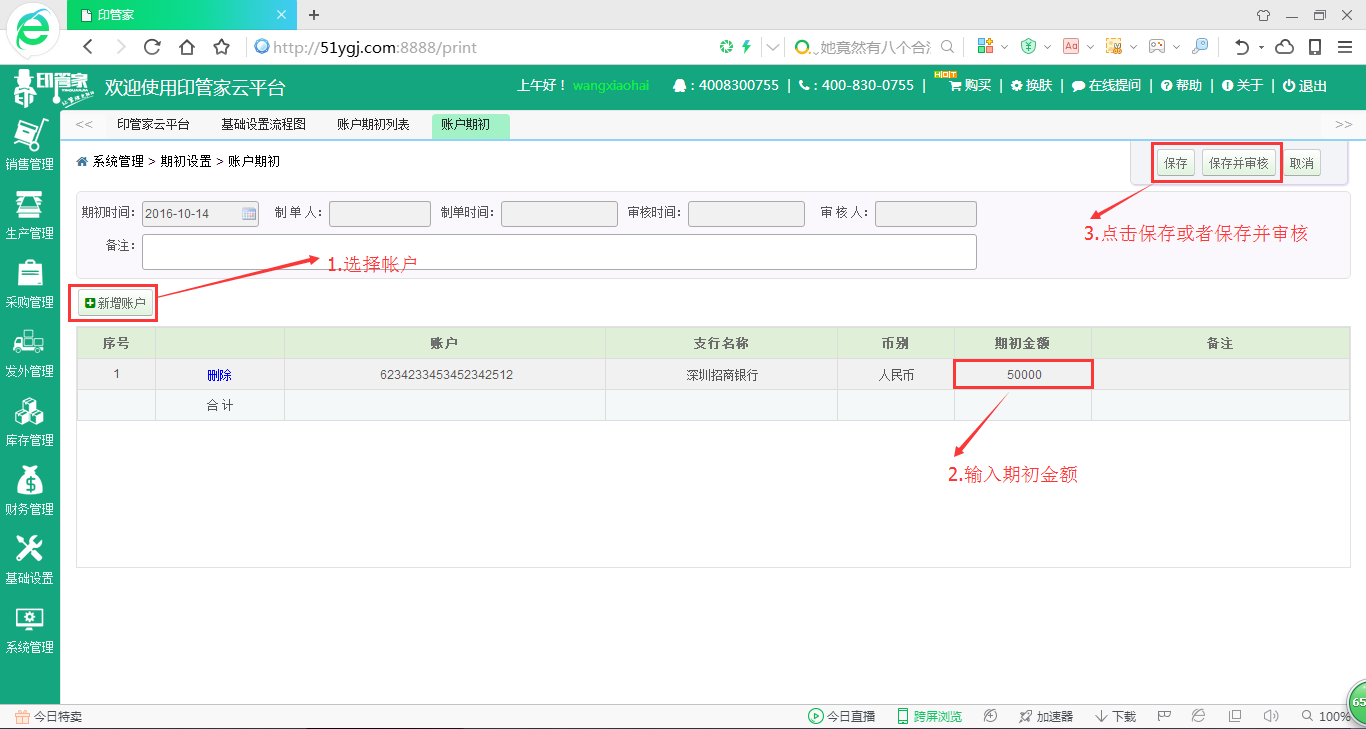 印管家
http://51ygj.com:8888/print
她竟然有八个合法
印管家
欢迎使用印管家云平台
上午好！ wangxiaohai
: 4008300755 | : 400-830-0755 | HOT 购买 | 换肤 | 在线提问 | 帮助 | 关于 | 退出
<< 印管家云平台 基础设置流程图 账户期初列表 账户期初 >>
销售管理
生产管理
采购管理
发外管理
库存管理
财务管理
基础设置
系统管理
系统管理 > 期初设置 > 账户期初
保存 保存并审核 取消
期初时间: 2016-10-14 制 单 人: 制单时间: 审核时间: 审 核 人:
备注:
3.点击保存或者保存并审核
1.选择帐户
新增账户
序号 账户 支行名称 币别 期初金额 备注
1 删除 6234233453452342512 深圳招商银行 人民币 50000
合 计
2.输入期初金额
今日特卖 今日直播 跨屏浏览 加速器 下载 100%
65